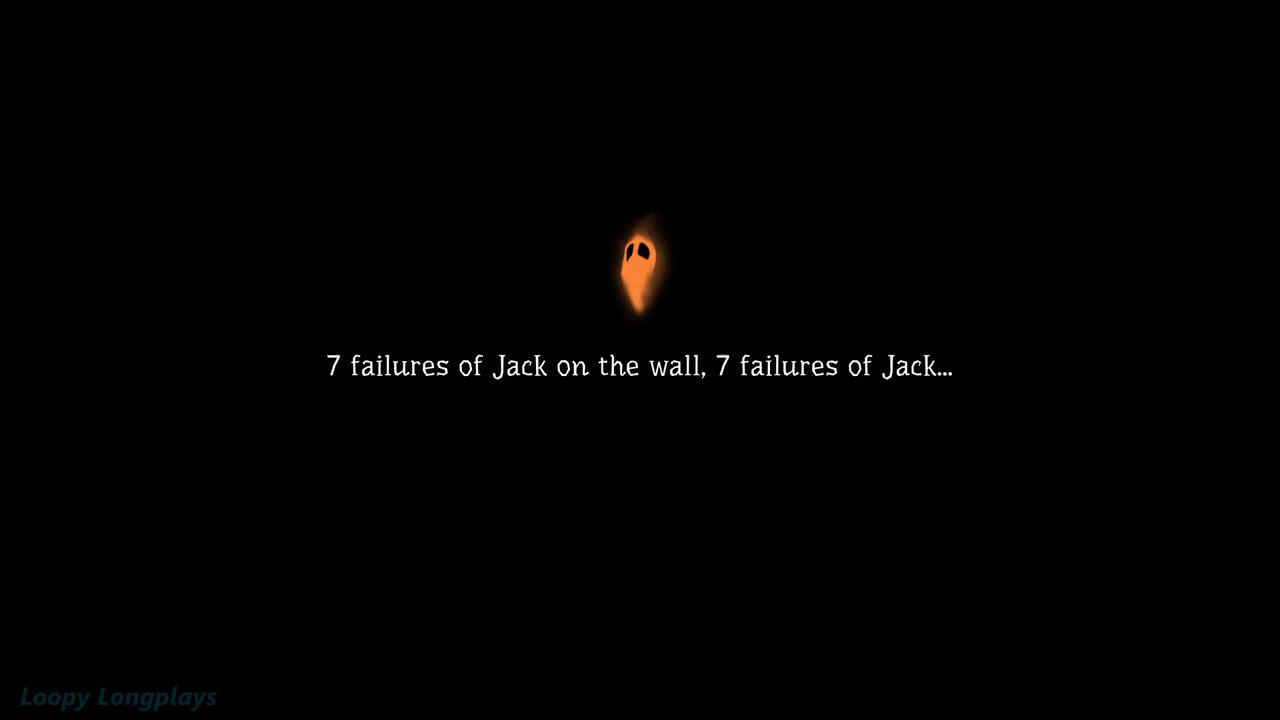 7 failures of Jack on the wall, 7 failures of Jack...
Loopy Longplays